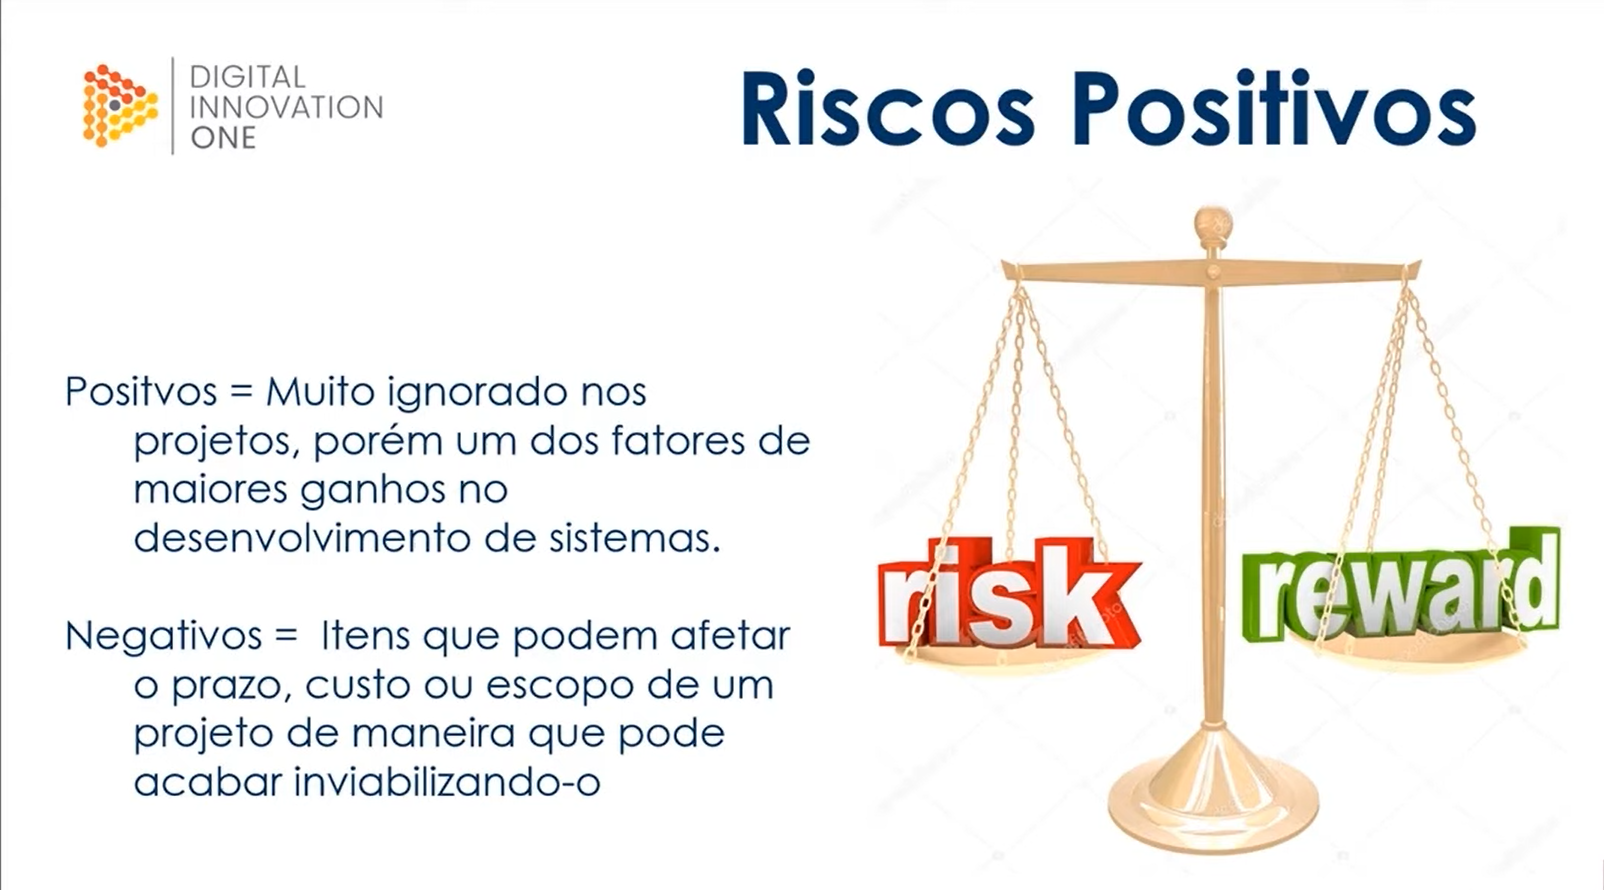 DIGITAL
INNOVATION
ONE
Riscos Positivos
Positvos = Muito ignorado nos
projetos, porém um dos fatores de
maiores ganhos no
desenvolvimento de sistemas.
Negativos = Itens que podem afetar
o prazo, custo ou escopo de um
projeto de maneira que pode
acabar inviabilizando-o
risk
reward